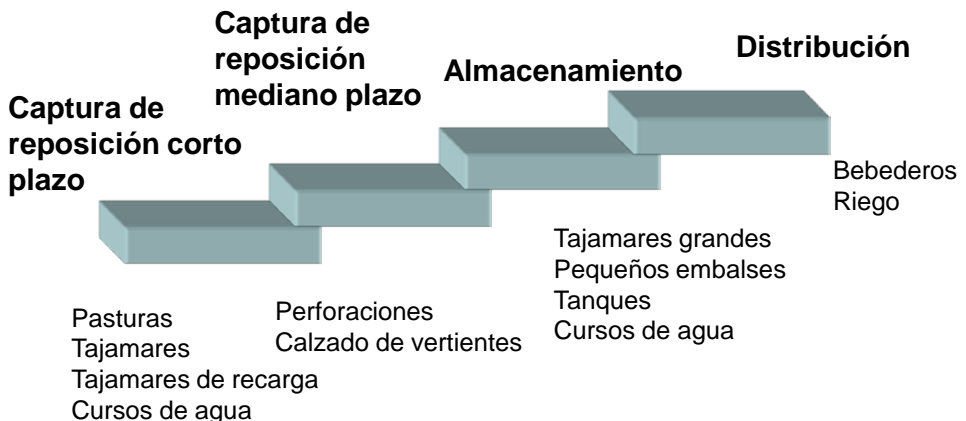 Captura de
reposición corto
plazo
Captura de
reposición
mediano plazo
Almacenamiento
Distribución
Pasturas
Tajamares
Tajamares de recarga
Cursos de agua
Perforaciones
Calzado de vertientes
Tajamares grandes
Pequeños embalses
Tanques
Cursos de agua
Bebederos
Riego